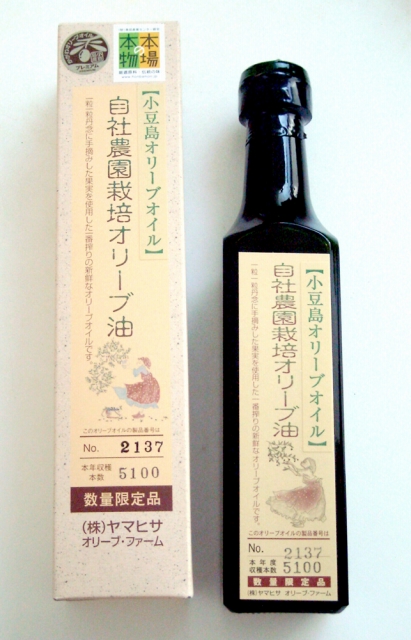 プレミアム
本場
の
本物
【小豆島オリーブオイル】
自社農園栽培オリーブ油
一粒一粒丹念に手摘みした果実を使用した一番搾りの新鮮なオリーブオイルです。
このオリーブオイルの製品番号は
No. 2137
本年収穫
本数 5100
数量限定品
(株)ヤマヒサ
オリーブ・ファーム
【小豆島オリーブオイル】
自社農園栽培オリーブ油
一粒一粒丹念に手摘みした果実を使用した一番搾りの新鮮なオリーブオイルです。
このオリーブオイルの製品番号は
No. 2137
本年度
収穫本数 5100
数量限定品
(株)ヤマヒサ オリーブ・ファーム